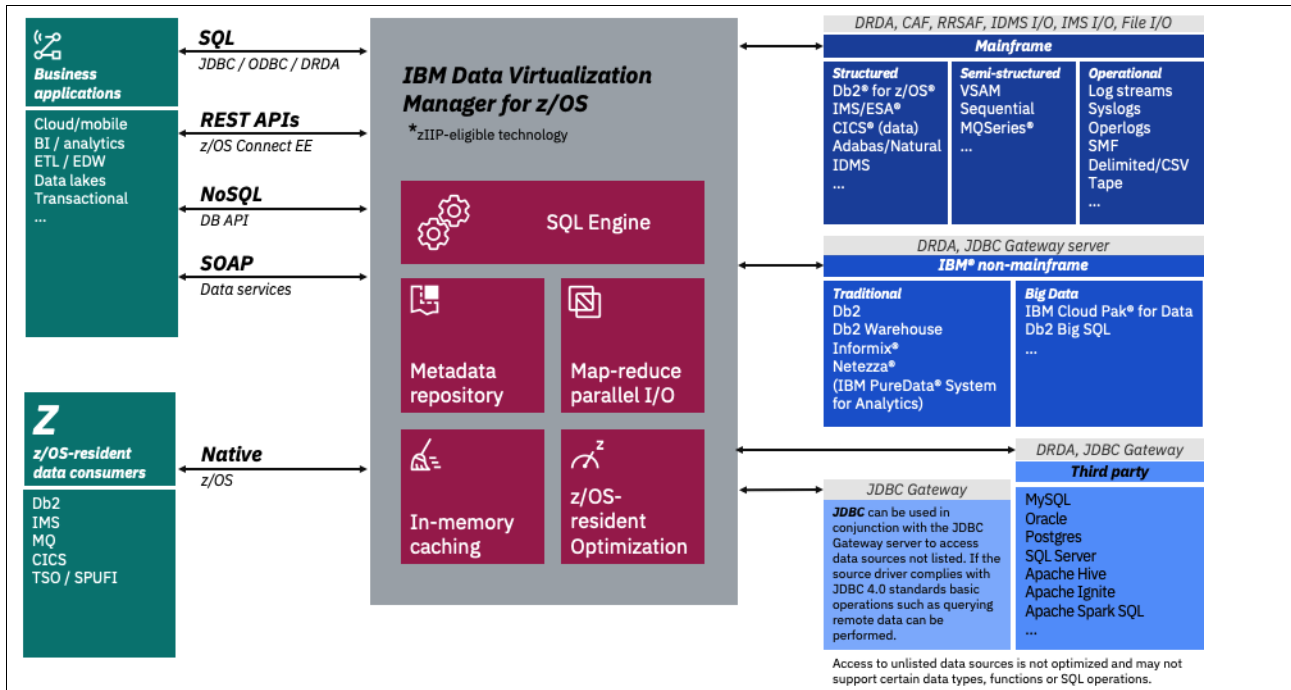 Business
applications
Cloud/mobile
BI / analytics
ETL / EDW
Data lakes
Transactional
...
SQL
JDBC / ODBC / DRDA
REST APIs
z/OS Connect EE
NoSQL
DB API
SOAP
Data services
Z
z/OS-resident
data consumers
Db2
IMS
MQ
CICS
TSO / SPUFI
Native
z/OS
IBM Data Virtualization
Manager for z/OS
*zIIP-eligible technology
SQL Engine
Metadata
repository
Map-reduce
parallel I/O
In-memory
caching
z
z/OS-
resident
Optimization
DRDA, CAF, RRSAF, IDMS I/O, IMS I/O, File I/O
Mainframe
Structured
Db2® for z/OS®
IMS/ESA®
CICS® (data)
Adabas/Natural
IDMS
...
Semi-structured
VSAM
Sequential
MQSeries®
...
Operational
Log streams
Syslogs
Operlogs
SMF
Delimited/CSV
Tape
...
DRDA, JDBC Gateway server
IBM® non-mainframe
Traditional
Db2
Db2 Warehouse
Informix®
Netezza®
(IBM PureData® System
for Analytics)
Big Data
IBM Cloud Pak® for Data
Db2 Big SQL
...
DRDA, JDBC Gateway
Third party
MySQL
Oracle
Postgres
SQL Server
Apache Hive
Apache Ignite
Apache Spark SQL
...
JDBC Gateway
JDBC can be used in
conjunction with the JDBC
Gateway server to access
data sources not listed. If the
source driver complies with
JDBC 4.0 standards basic
operations such as querying
remote data can be
performed.
Access to unlisted data sources is not optimized and may not
support certain data types, functions or SQL operations.